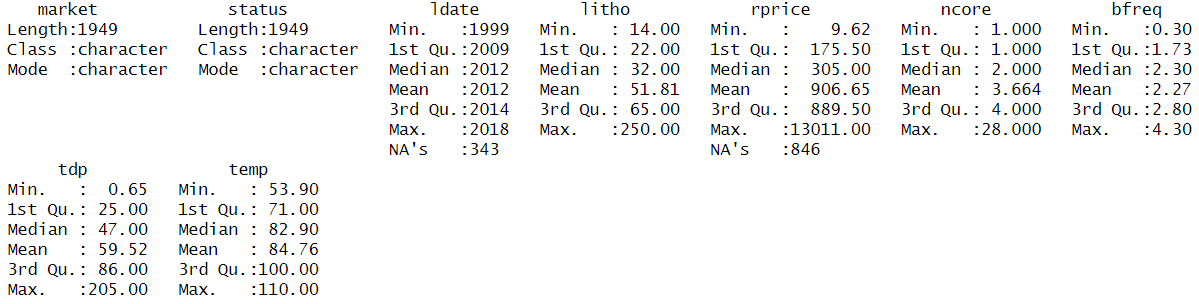 market status ldate litho rprice ncore bfreq
Length:1949 Length:1949 Min. :1999 Min. : 14.00 Min. : 9.62 Min. : 1.000 Min. :0.30
Class :character Class :character 1st Qu.:2009 1st Qu.: 22.00 1st Qu.: 175.50 1st Qu.: 1.000 1st Qu.:1.73
Mode :character Mode :character Median :2012 Median : 32.00 Median : 305.00 Median : 2.000 Median :2.30
Mean :2012 Mean : 51.81 Mean : 906.65 Mean : 3.664 Mean :2.27
3rd Qu.:2014 3rd Qu.: 65.00 3rd Qu.: 889.50 3rd Qu.: 4.000 3rd Qu.:2.80
Max. :2018 Max. :250.00 Max. :13011.00 Max. :28.000 Max. :4.30
NA's :343 NA's :846
tdp temp
Min. : 0.65 Min. : 53.90
1st Qu.: 25.00 1st Qu.: 71.00
Median : 47.00 Median : 82.90
Mean : 59.52 Mean : 84.76
3rd Qu.: 86.00 3rd Qu.:100.00
Max. :205.00 Max. :110.00